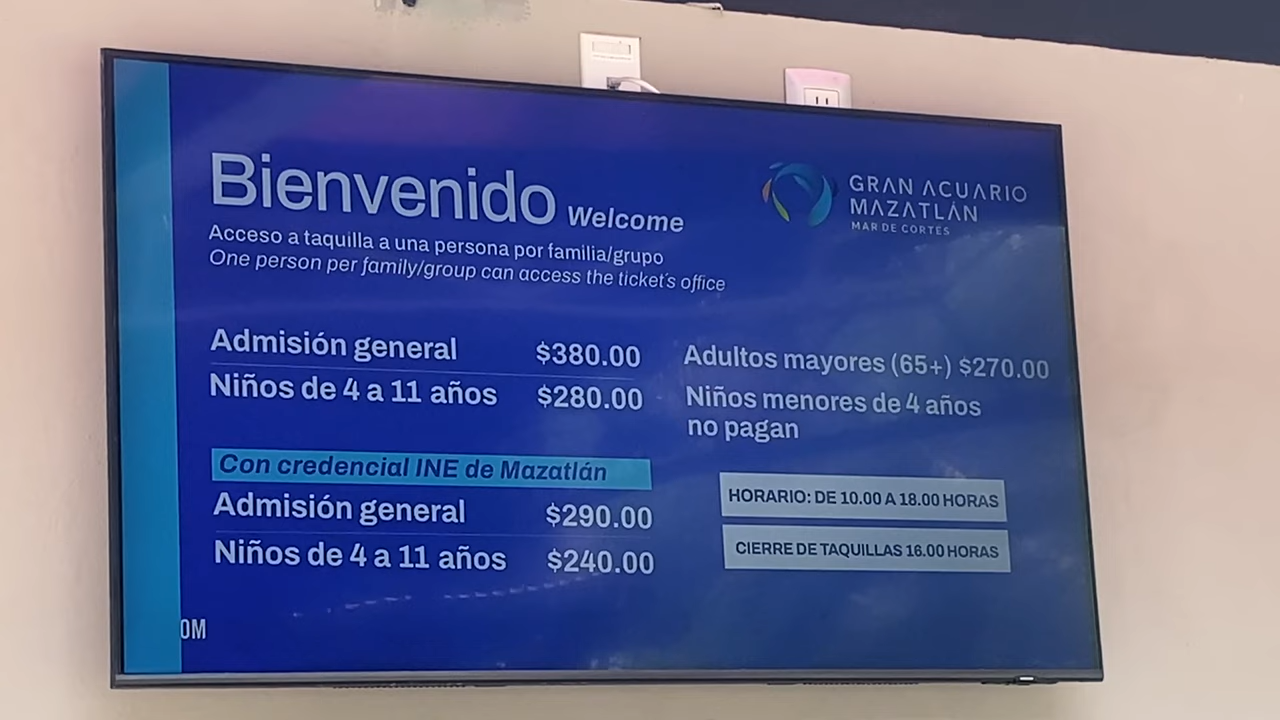 Bienvenido Welcome
Acceso a taquilla a una persona por familia/grupo
One person per family/group can access the ticket's office
GRAN ACUARIO
MAZATLÁN
MAR DE CORTÉS
Admisión general $380.00
Niños de 4 a 11 años $280.00
Adultos mayores (65+) $270.00
Niños menores de 4 años
no pagan
Con credencial INE de Mazatlán
Admisión general $290.00
Niños de 4 a 11 años $240.00
HORARIO: DE 10.00 A 18.00 HORAS
CIERRE DE TAQUILLAS 16.00 HORAS
OM